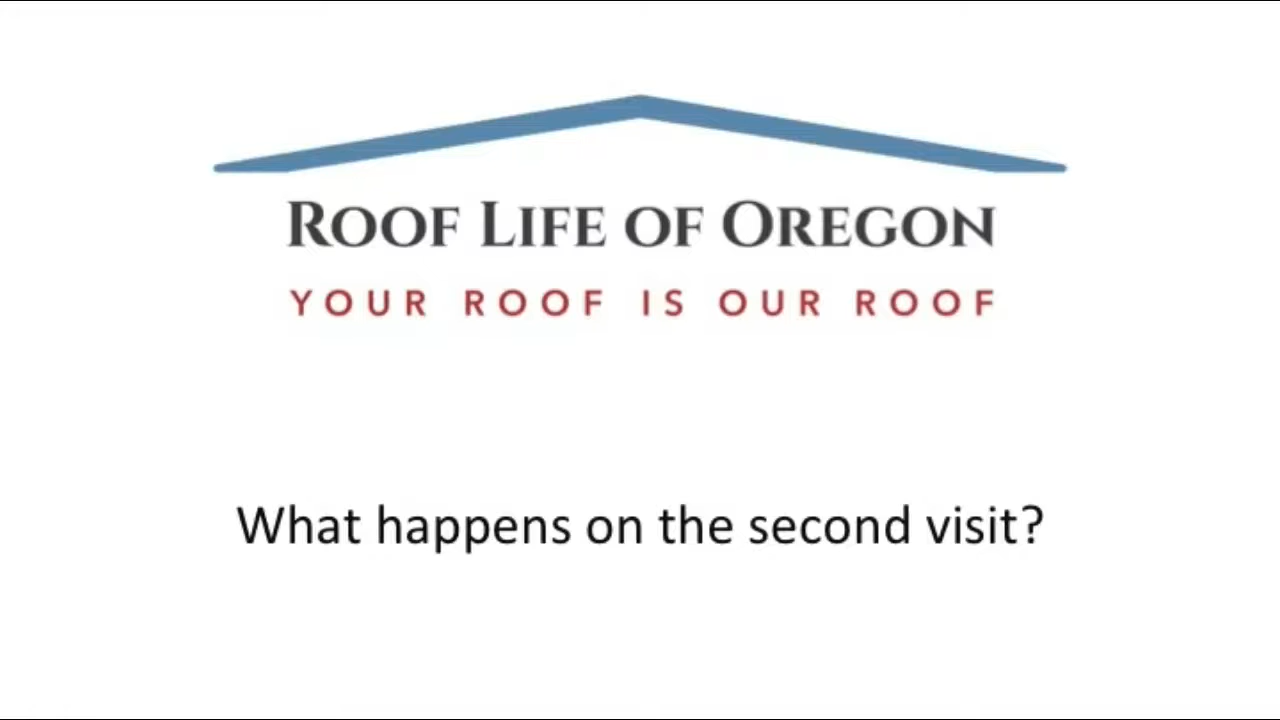 ROOF LIFE OF OREGON
YOUR ROOF IS OUR ROOF
What happens on the second visit?